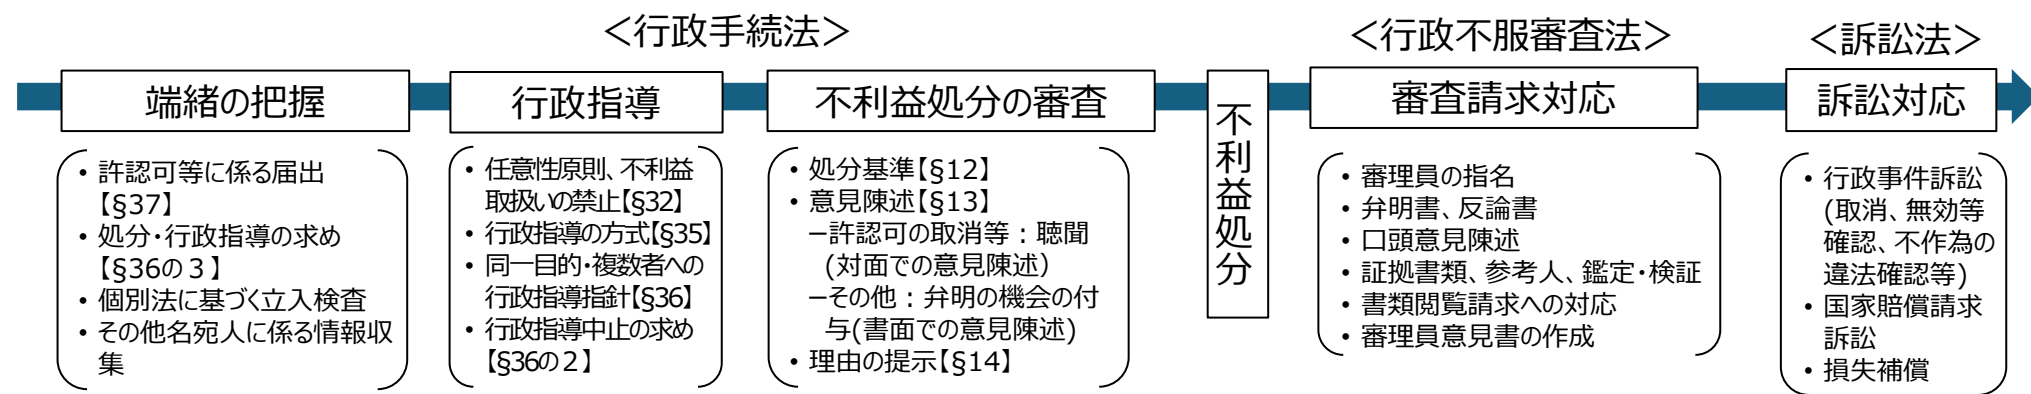 ＜行政手続法＞
＜行政不服審査法＞
＜訴訟法＞
端緒の把握
・許認可等に係る届出
【§37】
・処分・行政指導の求め
【§36の３】
・個別法に基づく立入検査
・その他名宛人に係る情報収
集
行政指導
・任意性原則、不利益
取扱いの禁止【§32】
・行政指導の方式【§35】
・同一目的・複数者への
行政指導指針【§36】
・行政指導中止の求め
【§36の２】
不利益処分の審査
・処分基準【§12】
・意見陳述【§13】
－許認可の取消等：聴聞
(対面での意見陳述)
－その他：弁明の機会の付
与(書面での意見陳述)
・理由の提示【§14】
不利益処分
審査請求対応
・審理員の指名
・弁明書、反論書
・口頭意見陳述
・証拠書類、参考人、鑑定・検証
・書類閲覧請求への対応
・審理員意見書の作成
訴訟対応
・行政事件訴訟
(取消、無効等
確認、不作為の
違法確認等)
・国家賠償請求
訴訟
・損失補償